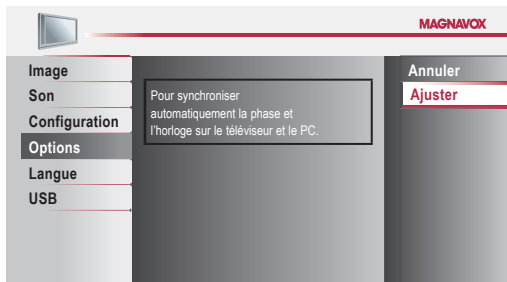 MAGNAVOX
Image
Son
Configuration
Options
Langue
USB
Pour synchroniser
automatiquement la phase et
l'horloge sur le téléviseur et le PC.
Annuler
Ajuster